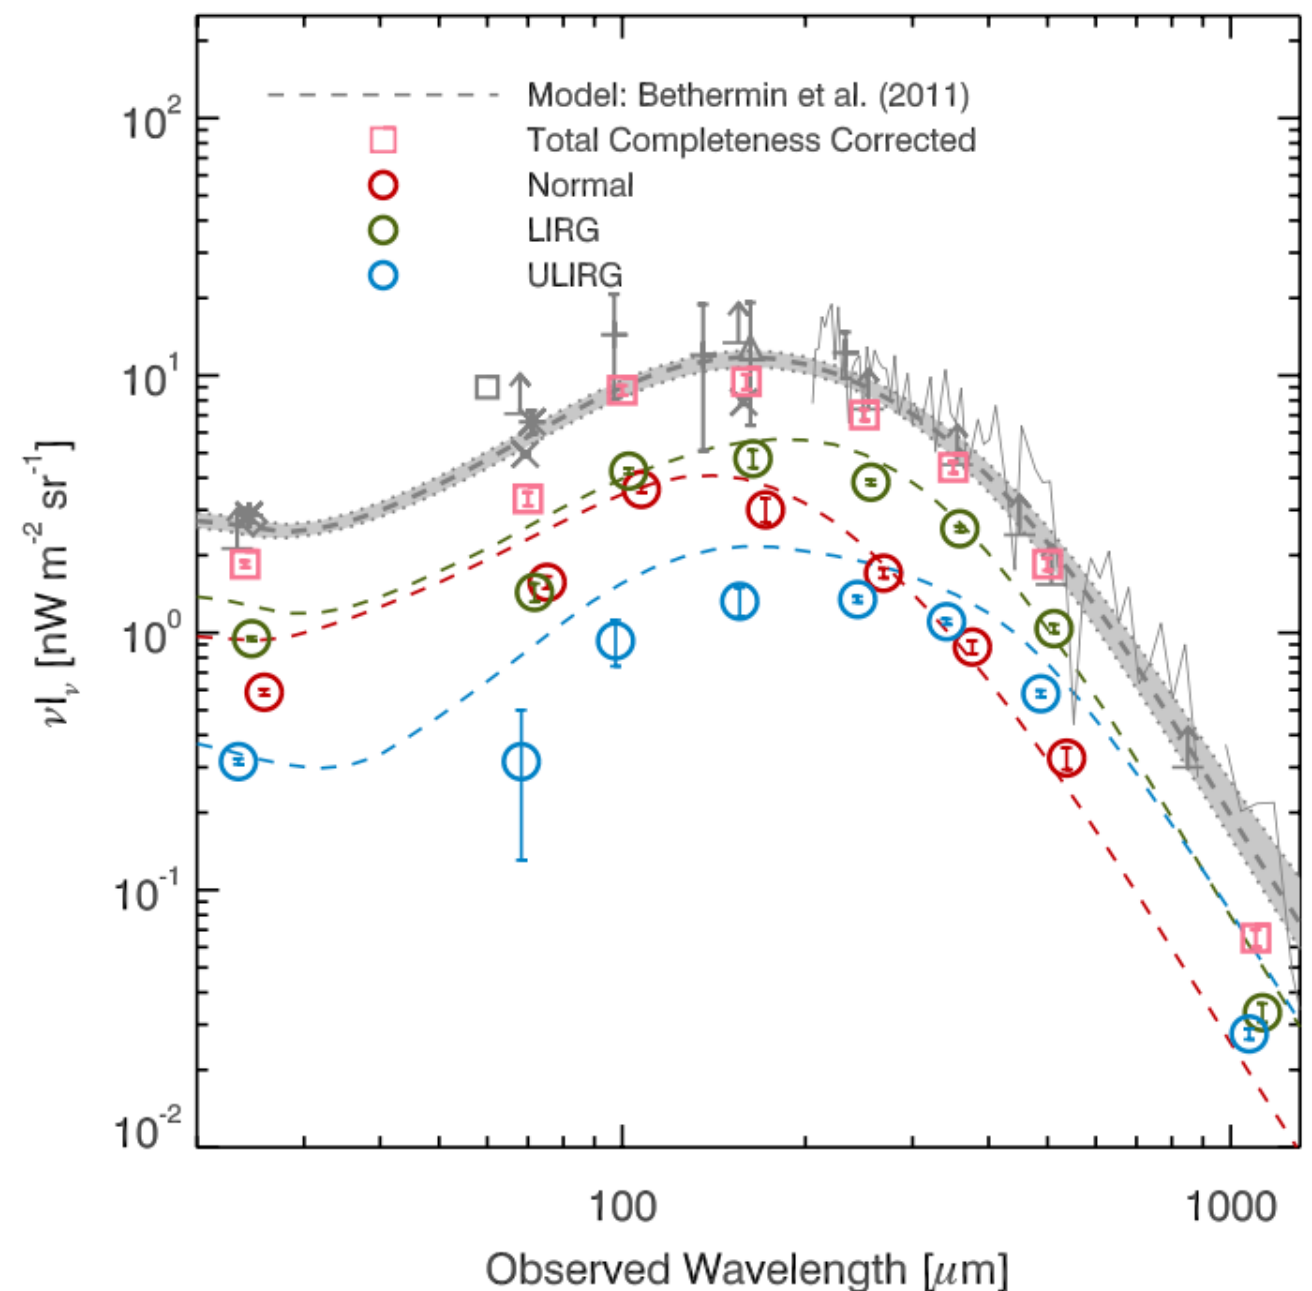 Model: Bethermin et al. (2011)
Total Completeness Corrected
Normal
LIRG
ULIRG
10²
10¹
10⁰
10⁻¹
10⁻²
νIν [nW m⁻² sr⁻¹]
100 1000
Observed Wavelength [μm]